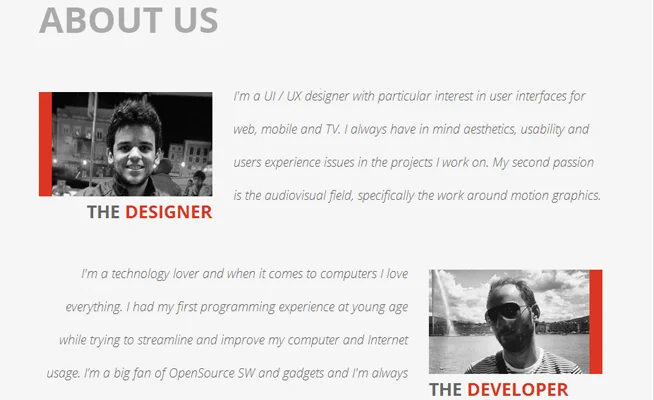 ABOUT US
I'm a UI / UX designer with particular interest in user interfaces for
web, mobile and TV. I always have in mind aesthetics, usability and
users experience issues in the projects I work on. My second passion
is the audiovisual field, specifically the work around motion graphics.
THE DESIGNER
I'm a technology lover and when it comes to computers I love
everything. I had my first programming experience at young age
while trying to streamline and improve my computer and Internet
usage. I'm a big fan of OpenSource SW and gadgets and I'm always
THE DEVELOPER